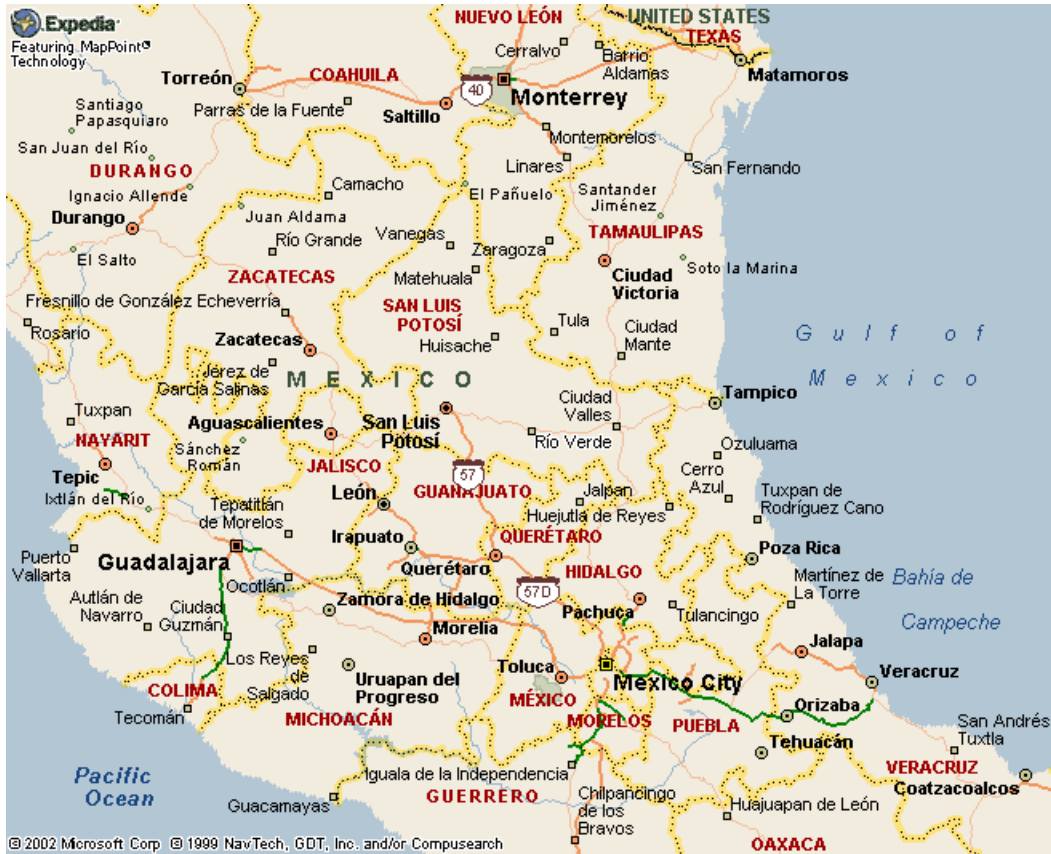 Expedia
Featuring MapPoint®
Technology
NUEVO LEÓN
UNITED STATES
TEXAS
Cerralvo
Barrio
Aldamas
Matamoros
Torreón
COAHUILA
40
Monterrey
Parras de la Fuente
Saltillo
Santiago
Papasquiaro
Montemorelos
San Juan del Río
Linares
San Fernando
DURANGO
Ignacio Allende
Camacho
El Pañuelo
Santander
Jiménez
Durango
Juan Aldama
Vanegas
TAMAULIPAS
Río Grande
Zaragoza
El Salto
ZACATECAS
Matehuala
Ciudad
Victoria
Soto la Marina
Fresnillo de González Echeverría
SAN LUIS
POTOSÍ
Rosario
Tula
Ciudad
Mante
Gulf of
Mexico
Zacatecas
Huisache
Jerez de
García Salinas
MEXICO
Tampico
Ciudad
Valles
Tuxpan
Aguascalientes
San Luis
Potosí
Río Verde
NAYARIT
Sánchez
Román
Ozuluama
Tepic
JALISCO
57
Cerro
Azul
Ixtlán del Río
León
GUANAJUATO
Jalpan
Tuxpan de
Rodríguez Cano
Tepatitlán
de Morelos
Huejutla de Reyes
Irapuato
QUERÉTARO
Puerto
Vallarta
Guadalajara
Querétaro
Poza Rica
HIDALGO
Ocotlán
57D
Martínez de
La Torre
Bahía de
Campeche
Autlán de
Navarro
Ciudad
Guzmán
Zamora de Hidalgo
Pachuca
Tulancingo
Morelia
Jalapa
Los Reyes
de
Salgado
Uruapan del
Progreso
Toluca
Mexico City
Veracruz
COLIMA
MÉXICO
Tecomán
MICHOACÁN
MORELOS
PUEBLA
Orizaba
San Andrés
Tuxtla
Tehuacán
Pacific
Ocean
Iguala de la Independencia
VERACRUZ
Coatzacoalcos
Guacamayas
GUERRERO
Chilpancingo
de los
Bravos
Huajuapan de León
OAXACA
© 2002 Microsoft Corp © 1999 NavTech, GDT, Inc. and/or Compusearch